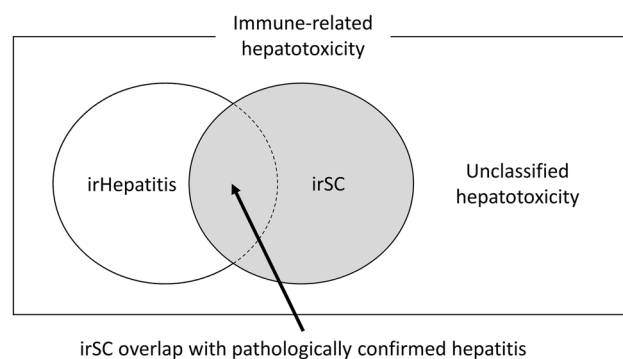 Immune-related
hepatotoxicity
irHepatitis
irSC
Unclassified
hepatotoxicity
irSC overlap with pathologically confirmed hepatitis